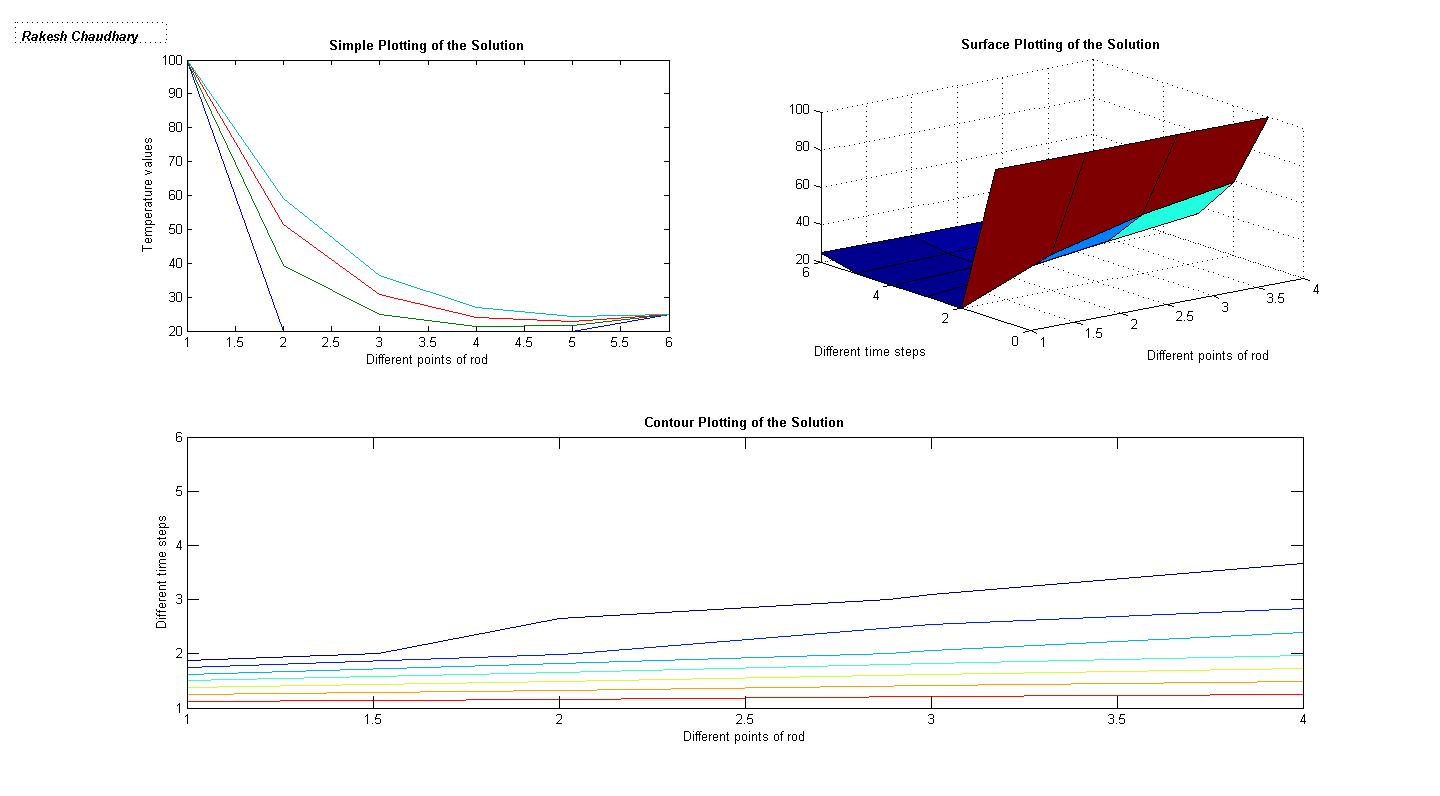 Rakesh Chaudhary
Simple Plotting of the Solution
100
90
80
70
60
50
40
30
20
Temperature values
1 1.5 2 2.5 3 3.5 4 4.5 5 5.5 6
Different points of rod
Surface Plotting of the Solution
100
80
60
40
20
6
4
2
0
Different time steps
1 1.5 2 2.5 3 3.5 4
Different points of rod
Contour Plotting of the Solution
6
5
4
3
2
1
Different time steps
1 1.5 2 2.5 3 3.5 4
Different points of rod